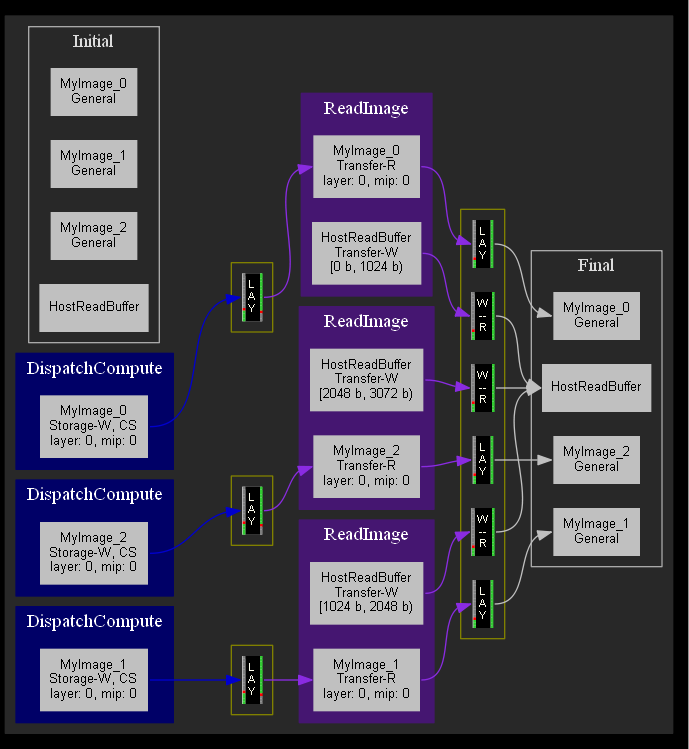 Initial
MyImage_0
General
MyImage_1
General
MyImage_2
General
HostReadBuffer
DispatchCompute
MyImage_0
Storage-W, CS
layer: 0, mip: 0
DispatchCompute
MyImage_2
Storage-W, CS
layer: 0, mip: 0
DispatchCompute
MyImage_1
Storage-W, CS
layer: 0, mip: 0
L
A
Y
L
A
Y
L
A
Y
ReadImage
MyImage_0
Transfer-R
layer: 0, mip: 0
HostReadBuffer
Transfer-W
[0 b, 1024 b)
ReadImage
HostReadBuffer
Transfer-W
[2048 b, 3072 b)
MyImage_2
Transfer-R
layer: 0, mip: 0
ReadImage
HostReadBuffer
Transfer-W
[1024 b, 2048 b)
MyImage_1
Transfer-R
layer: 0, mip: 0
L
A
Y
W
--
R
W
--
R
L
A
Y
W
--
R
L
A
Y
Final
MyImage_0
General
HostReadBuffer
MyImage_2
General
MyImage_1
General